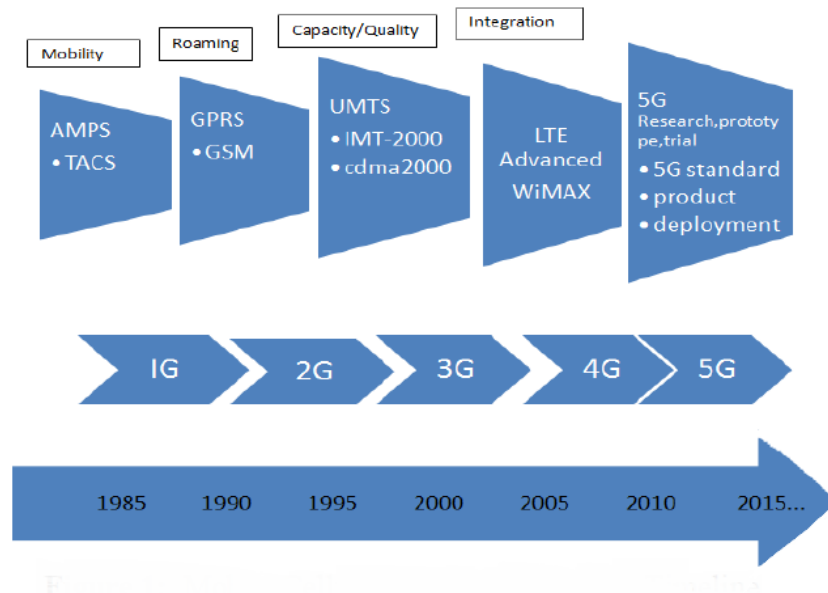 Mobility
Roaming
Capacity/Quality
Integration
AMPS
• TACS
GPRS
• GSM
UMTS
• IMT-2000
• cdma2000
LTE
Advanced
WiMAX
5G
Research,prototy
pe,trial
• 5G standard
• product
• deployment
1G
2G
3G
4G
5G
1985 1990 1995 2000 2005 2010 2015...